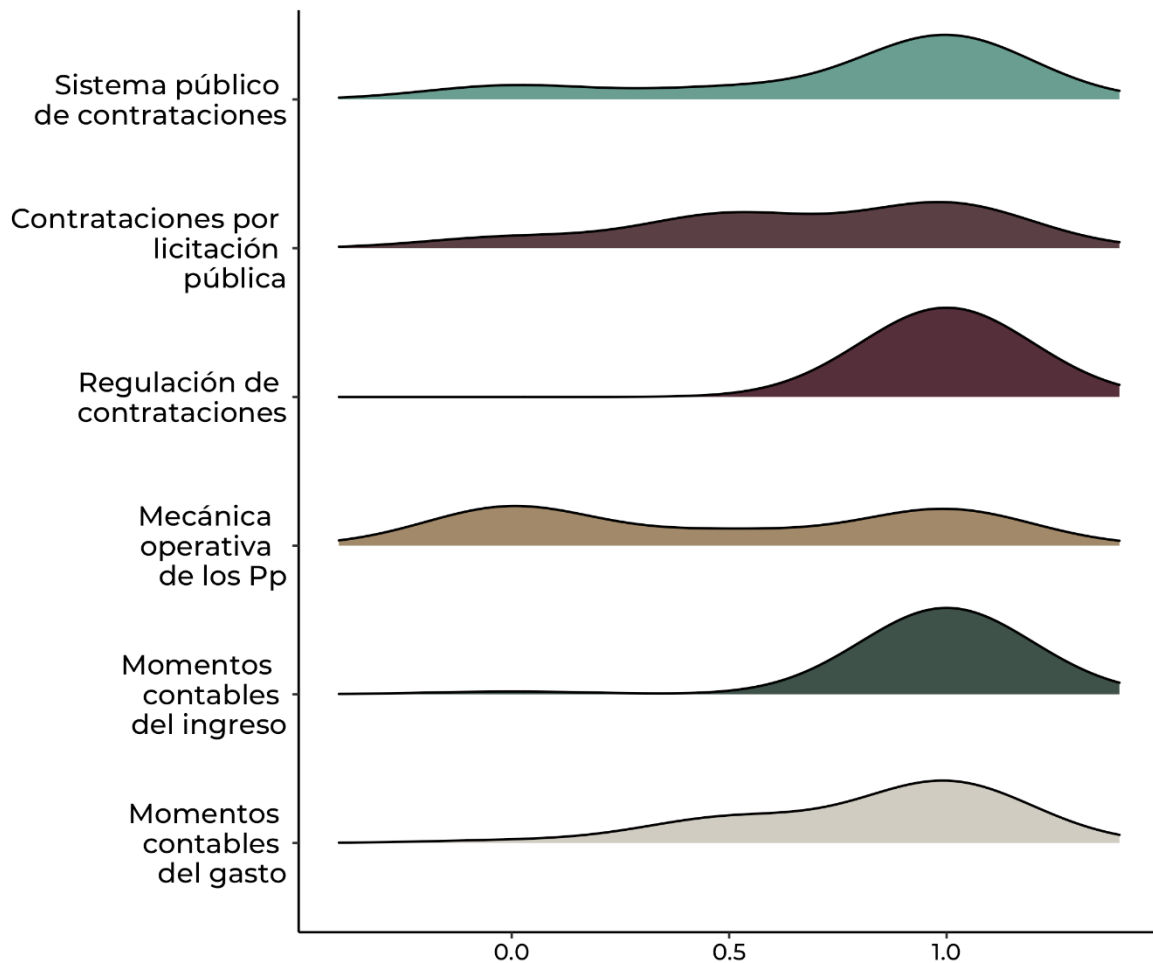 Sistema público
de contrataciones
Contrataciones por
licitación
pública
Regulación de
contrataciones
Mecánica
operativa
de los Pp
Momentos
contables
del ingreso
Momentos
contables
del gasto
0.0
0.5
1.0